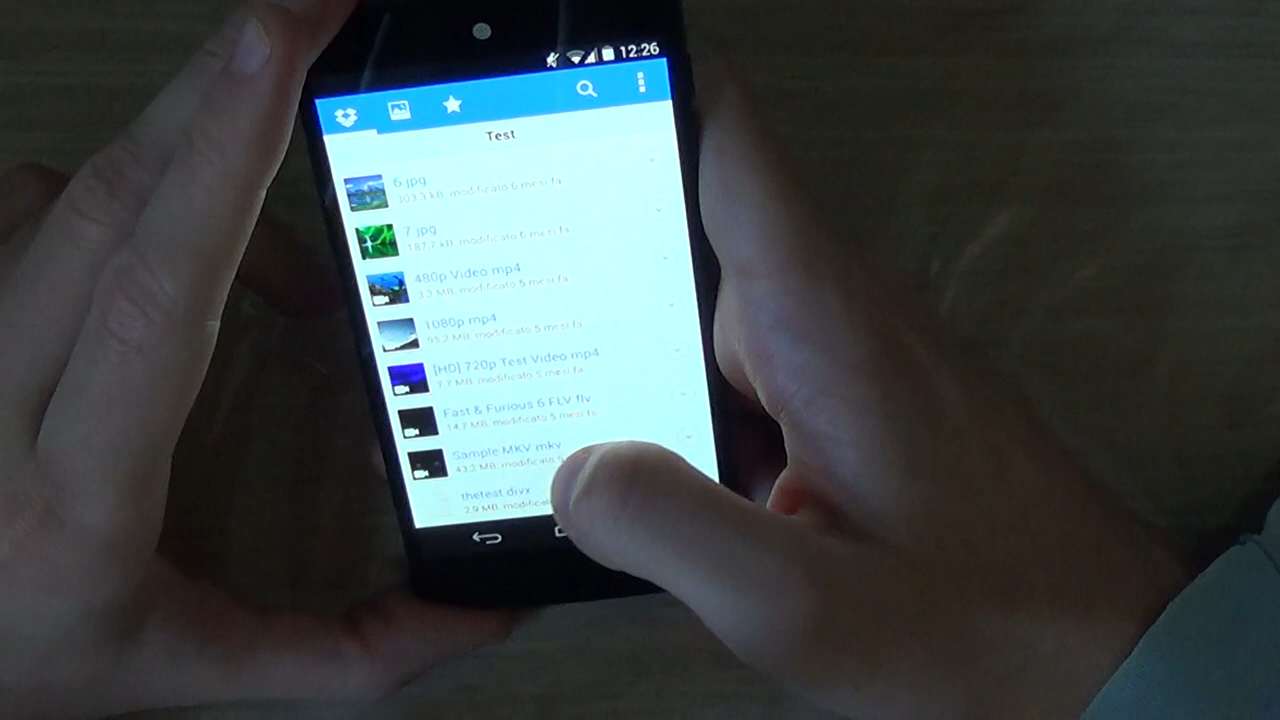 12:26
Test
6.jpg
103.3 kB, modificato 6 mesi fa
7.jpg
187.7 kB, modificato 6 mesi fa
480p Video.mp4
3.2 MB, modificato 5 mesi fa
1080p.mp4
95.2 MB, modificato 5 mesi fa
[HD] 720p Test Video.mp4
7.7 MB, modificato 5 mesi fa
Fast & Furious 6 FLV.flv
14.7 MB, modificato 5 mesi fa
Sample MKV.mkv
43.2 MB, modificato
thetest.divx
2.9 MB,